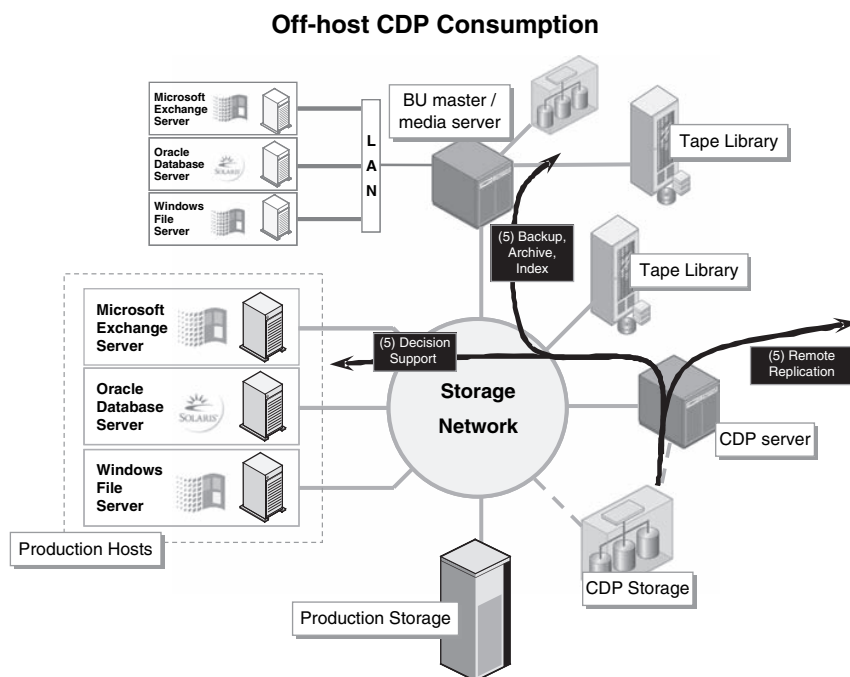 Off-host CDP Consumption
Microsoft
Exchange
Server
Oracle
Database
Server
SOLARIS
Windows
File
Server
L
A
N
BU master /
media server
Tape Library
(5) Backup,
Archive,
Index
Tape Library
Microsoft
Exchange
Server
(5) Decision
Support
(5) Remote
Replication
Oracle
Database
Server
SOLARIS
Storage
Network
CDP server
Windows
File
Server
Production Hosts
CDP Storage
Production Storage